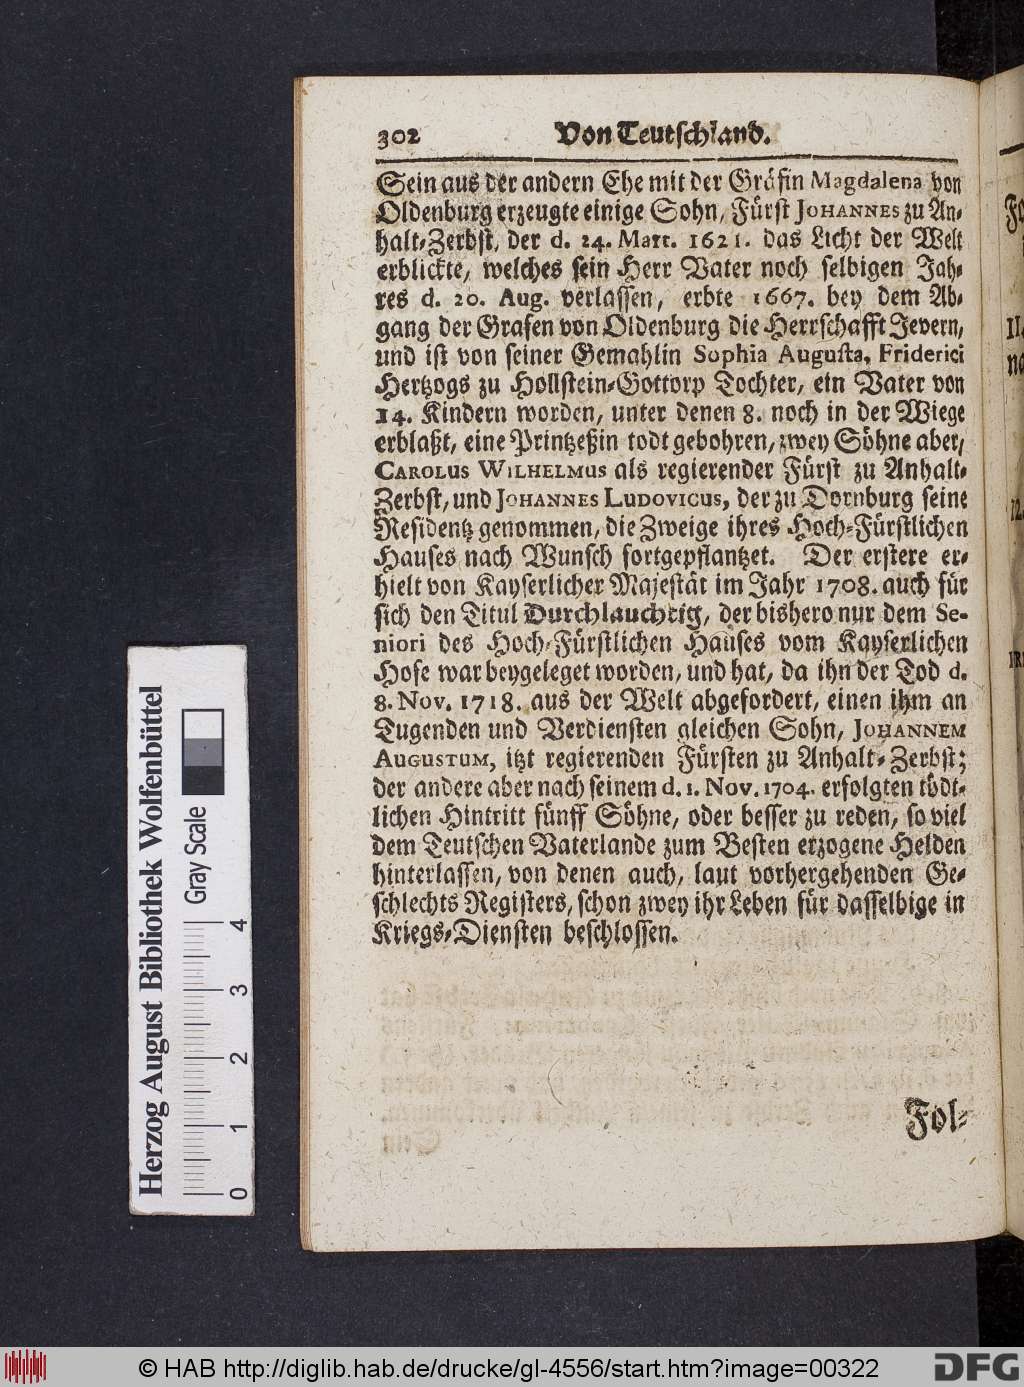 302 Von Teutschland.
Sein aus der andern Ehe mit der Gräfin Magdalena von
Oldenburg erzeugte einige Sohn, Fürst JOHANNES zu An-
halt-Zerbst, der d. 24. Mart. 1621. das Licht der Welt
erblickte, welches sein Herr Vater noch selbigen Jah-
res d. 20. Aug. verlassen, erbte 1667. bey dem Ab-
gang der Grafen von Oldenburg die Herrschafft Jevern,
und ist von seiner Gemahlin Sophia Augusta, Friderici
Hertzogs zu Hollstein-Gottorp Tochter, ein Vater von
14. Kindern worden, unter denen 8. noch in der Wiege
erblaßt, eine Printzeßin todt gebohren, zwey Söhne aber,
CAROLUS WILHELMUS als regierender Fürst zu Anhalt-
Zerbst, und JOHANNES LUDOVICUS, der zu Dornburg seine
Residentz genommen, die Zweige ihres Hoch-Fürstlichen
Hauses nach Wunsch fortgepflantzet. Der erstere er-
hielt von Kayserlicher Majestät im Jahr 1708. auch für
sich den Titul Durchlauchtig, der bishero nur dem Se-
niori des Hoch-Fürstlichen Hauses vom Kayserlichen
Hofe war beygeleget worden, und hat, da ihn der Tod d.
8. Nov. 1718. aus der Welt abgefordert, einen ihm an
Tugenden und Verdiensten gleichen Sohn, JOHANNEM
AUGUSTUM, itzt regierenden Fürsten zu Anhalt-Zerbst;
der andere aber nach seinem d. 1. Nov. 1704. erfolgten tödt-
lichen Hintritt fünff Söhne, oder besser zu reden, so viel
dem Teutschen Vaterlande zum Besten erzogene Helden
hinterlassen, von denen auch, laut vorhergehenden Ge-
schlechts Registers, schon zwey ihr Leben für dasselbige in
Kriegs-Diensten beschlossen.
Fol-
Herzog August Bibliothek Wolfenbüttel
Gray Scale
0 1 2 3 4
© HAB http://diglib.hab.de/drucke/gl-4556/start.htm?image=00322
DFG